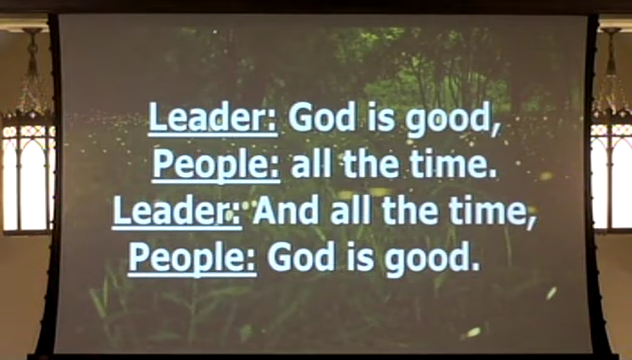 Leader: God is good,
People: all the time.
Leader: And all the time,
People: God is good.